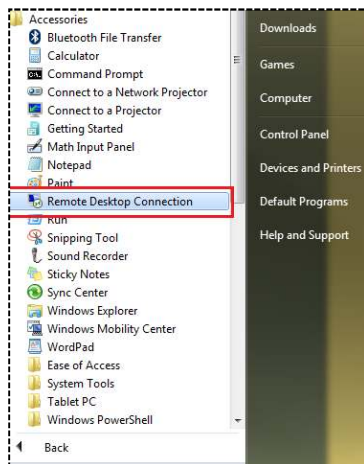 Accessories
Bluetooth File Transfer
Calculator
Command Prompt
Connect to a Network Projector
Connect to a Projector
Getting Started
Math Input Panel
Notepad
Paint
Remote Desktop Connection
Run
Snipping Tool
Sound Recorder
Sticky Notes
Sync Center
Windows Explorer
Windows Mobility Center
WordPad
Ease of Access
System Tools
Tablet PC
Windows PowerShell
Back
Downloads
Games
Computer
Control Panel
Devices and Printers
Default Programs
Help and Support